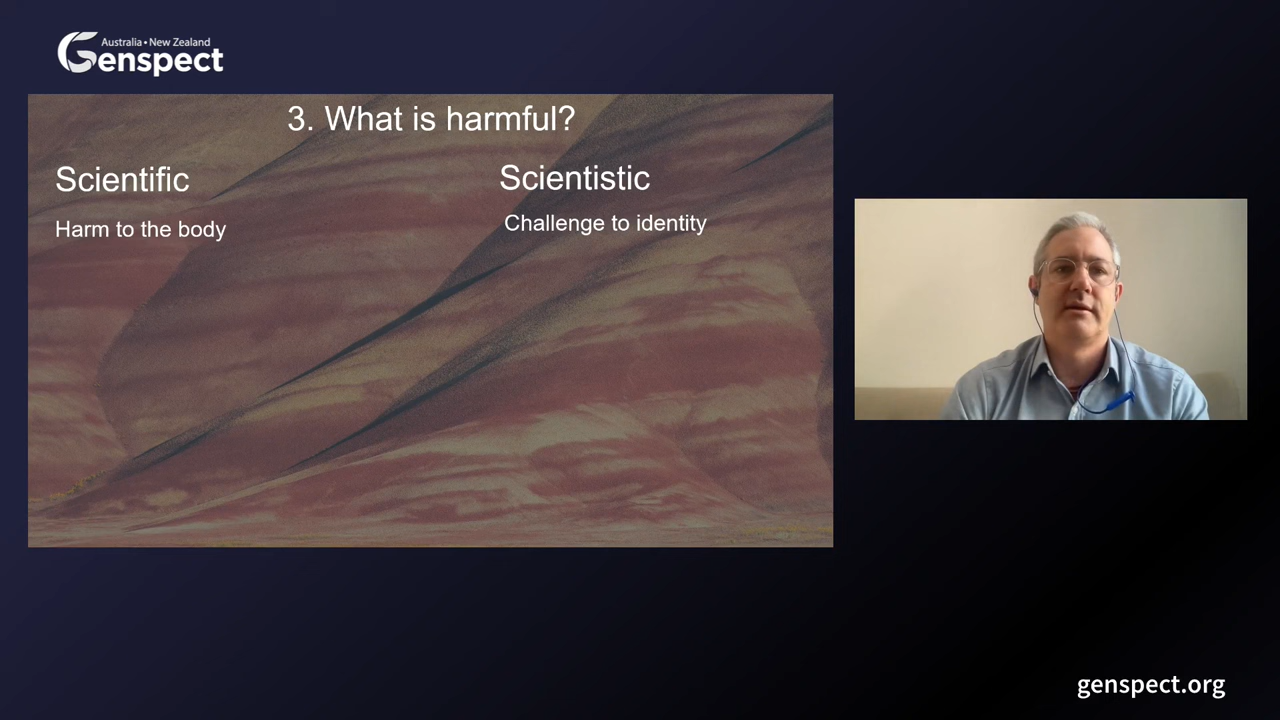 Australia • New Zealand
Genspect
3. What is harmful?
Scientific
Scientistic
Harm to the body
Challenge to identity
genspect.org